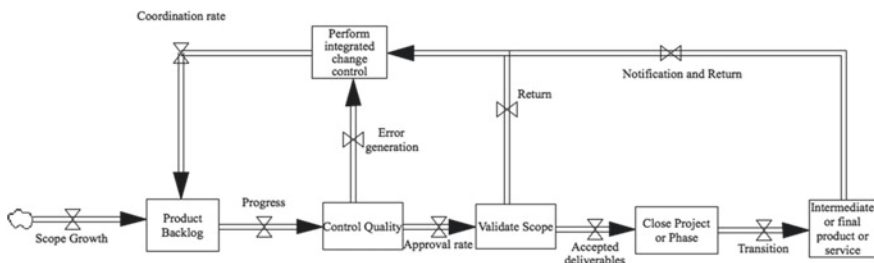 Coordination rate
Perform
integrated
change
control
Notification and Return
Error
generation
Return
Scope Growth
Product
Backlog
Progress
Control Quality
Approval rate
Validate Scope
Accepted
deliverables
Close Project
or Phase
Transition
Intermediate
or final
product or
service